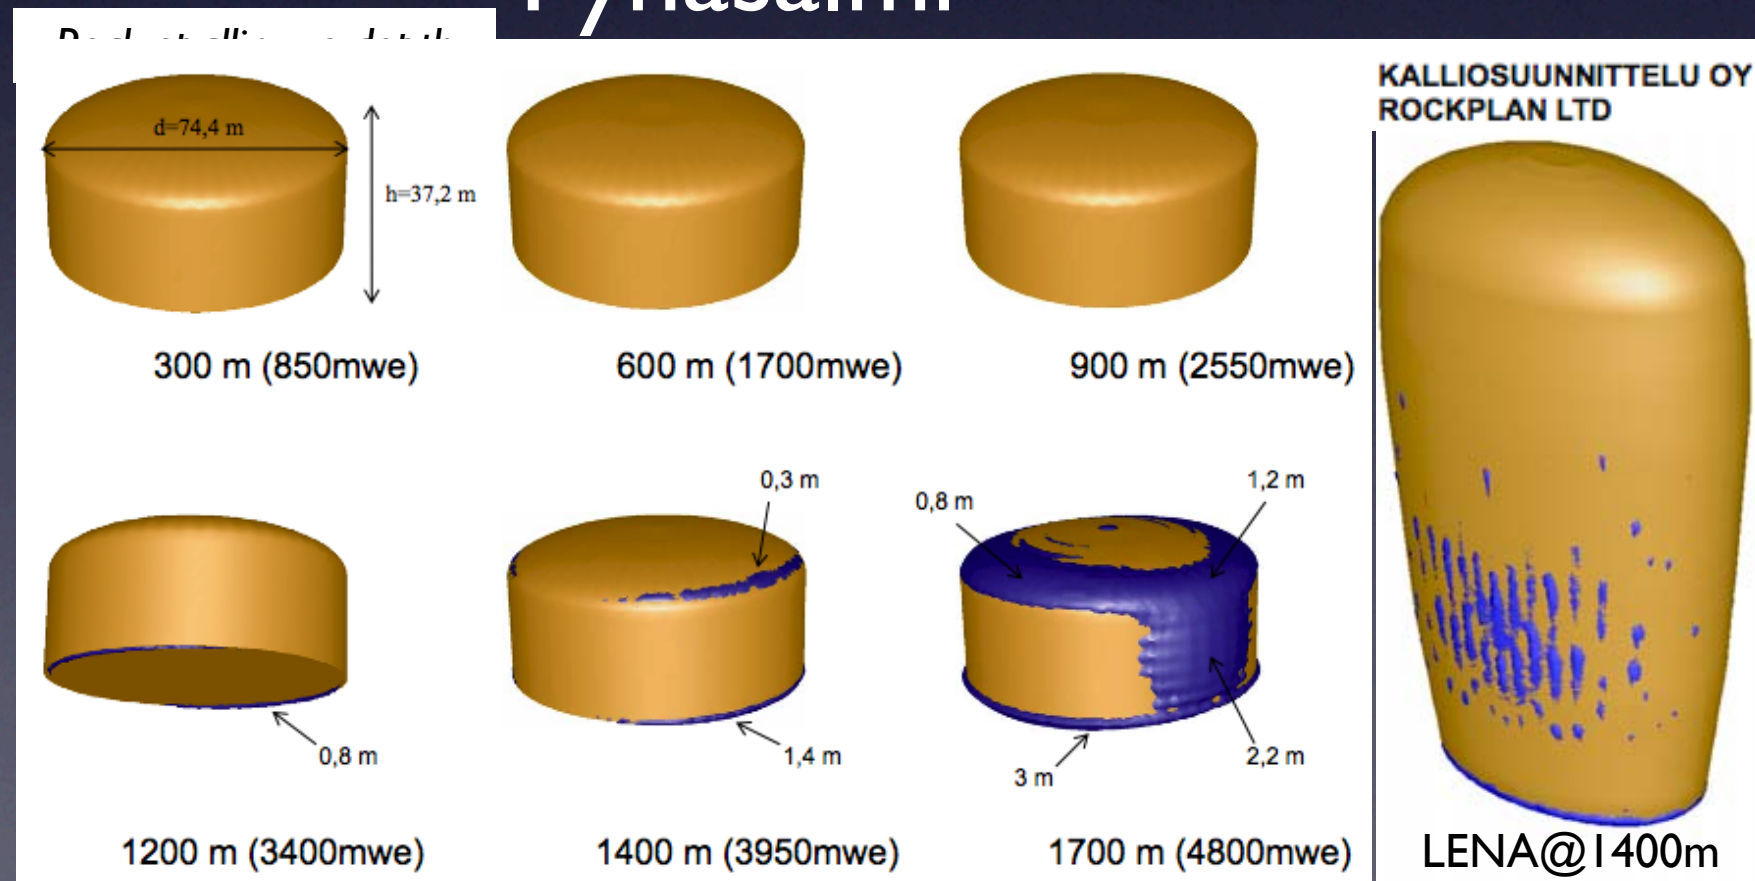 Pyhäsalmi
d=74,4 m
h=37,2 m
300 m (850mwe)
600 m (1700mwe)
900 m (2550mwe)
KALLIOSUUNNITTELU OY
ROCKPLAN LTD
0,8 m
1200 m (3400mwe)
0,3 m
1,4 m
1400 m (3950mwe)
0,8 m
1,2 m
2,2 m
3 m
1700 m (4800mwe)
LENA@1400m